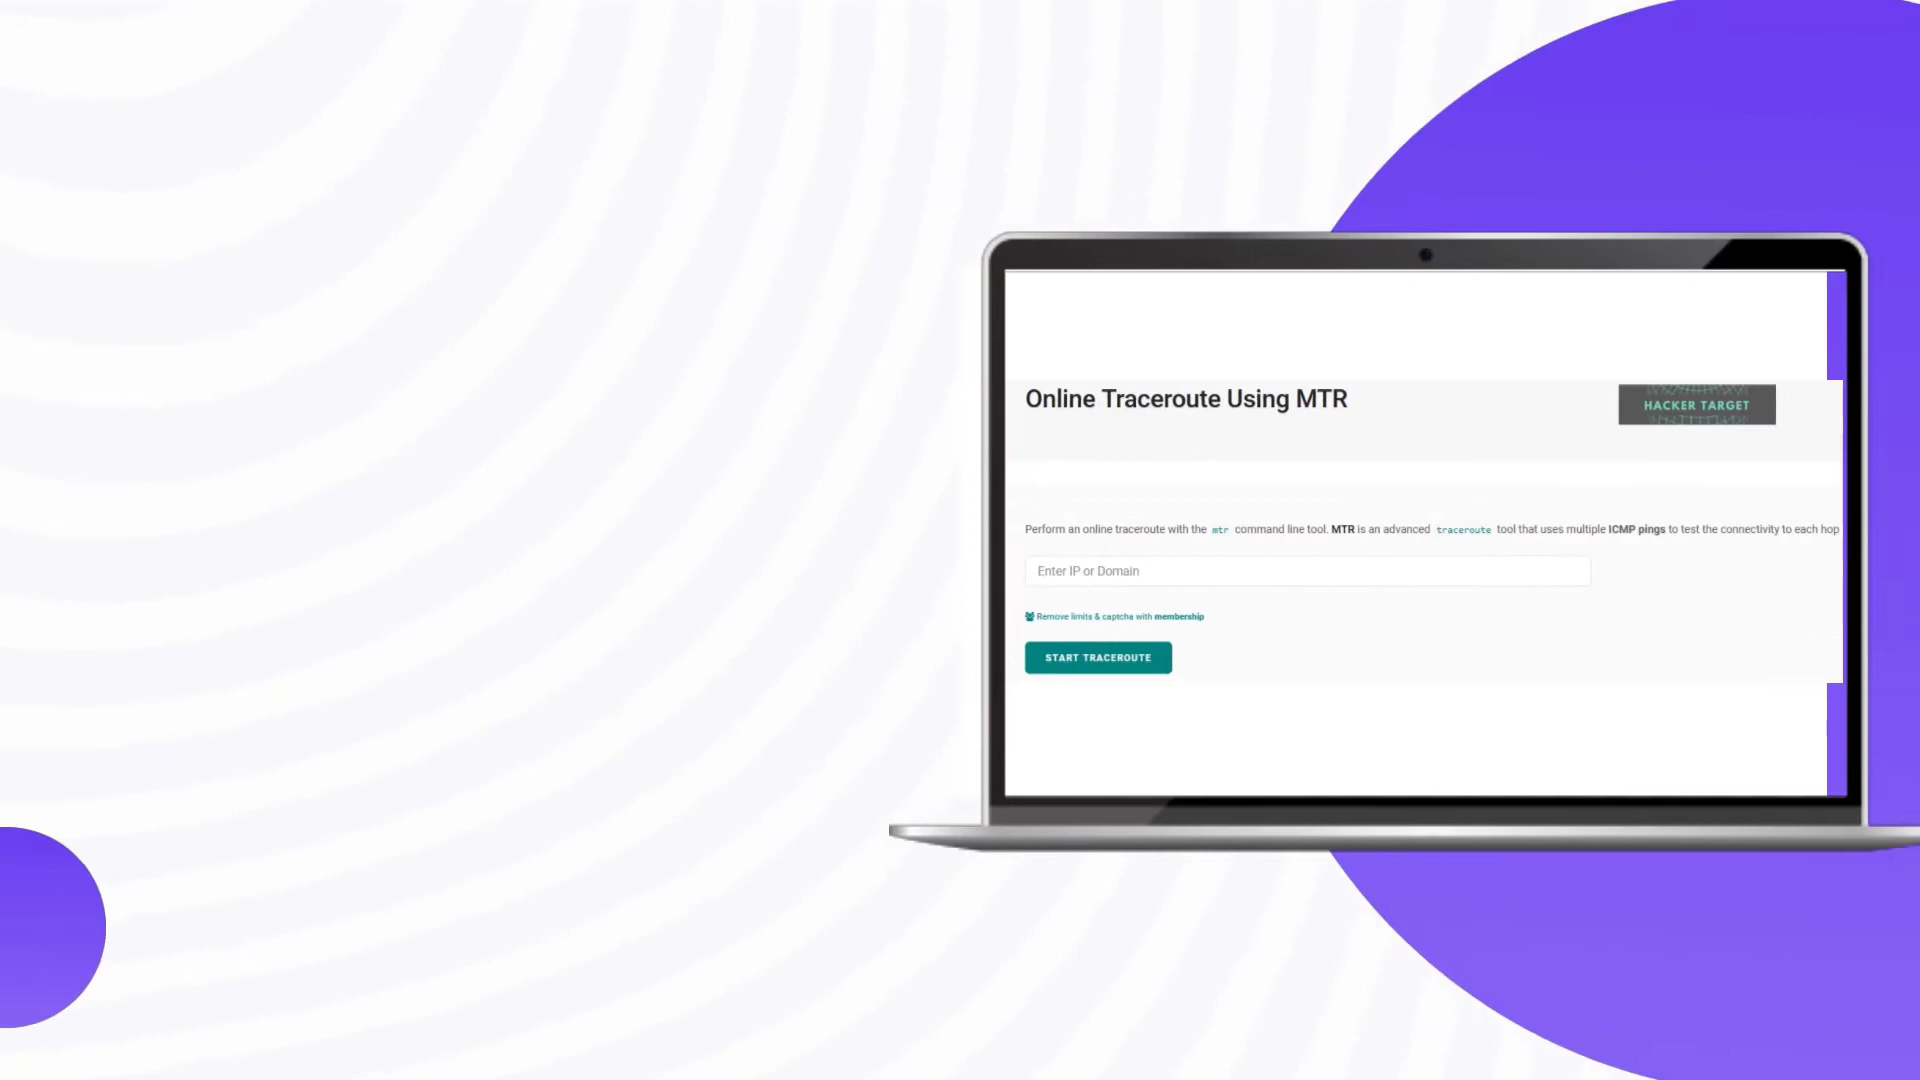 Online Traceroute Using MTR
HACKER TARGET
Perform an online traceroute with the mtr command line tool. MTR is an advanced traceroute tool that uses multiple ICMP pings to test the connectivity to each hop
Enter IP or Domain
Remove limits & captcha with membership
START TRACEROUTE